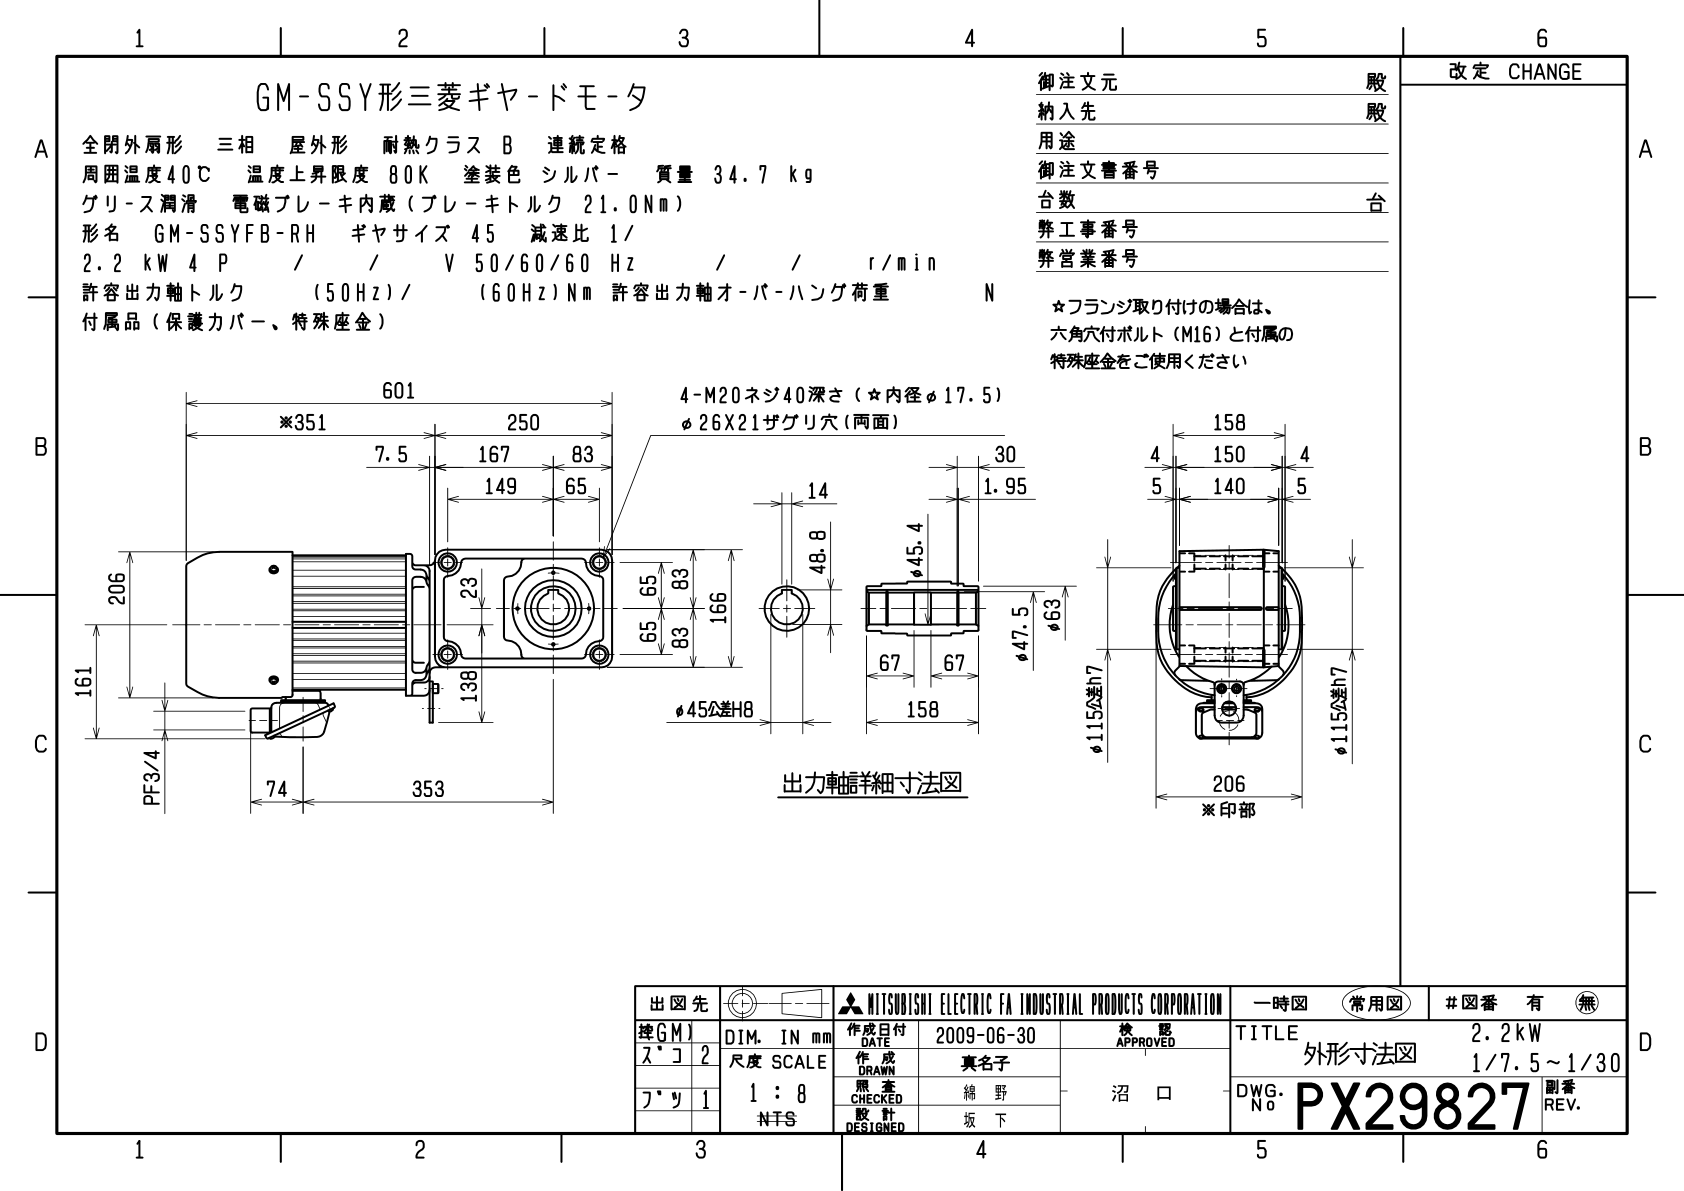 1 2 3 4 5 6
A A
B B
C C
D D
改定 CHANGE
GM-SSY形三菱ギヤードモータ
全閉外扇形 三相 屋外形 耐熱クラス B 連続定格
周囲温度40℃ 温度上昇限度 80K 塗装色 シルバー 質量 34.7 kg
グリース潤滑 電磁ブレーキ内蔵(ブレーキトルク 21.0Nm)
形名 GM-SSYFB-RH ギヤサイズ 45 減速比 1/
2.2 kW 4 P / / V 50/60/60 Hz / / r/min
許容出力軸トルク (50Hz)/ (60Hz)Nm 許容出力軸オーバーハング荷重 N
付属品(保護カバー、特殊座金)
御注文元 殿
納入先 殿
用途
御注文書番号
台数 台
弊工事番号
弊営業番号
☆フランジ取り付けの場合は、
六角穴付ボルト(M16)と付属の
特殊座金をご使用ください
601
※351 250
7.5 167 83
149 65
206
161
23
138
65 83
65 83
166
PF3/4
74 353
4-M20ネジ40深さ(☆内径φ17.5)
φ26X21ザグリ穴(両面)
14
48.8
φ45公差H8
30
1.95
φ45.4
φ47.5
φ63
67 67
158
出力軸詳細寸法図
158
4 150 4
5 140 5
φ115公差h7
φ115公差h7
206
※印部
出図先
控GM)
スﾞコ 2
フﾞツ 1
DIM. IN mm
尺度 SCALE
1 : 8
NTS
MITSUBISHI ELECTRIC FA INDUSTRIAL PRODUCTS CORPORATION
作成日付 DATE 2009-06-30
作成 DRAWN 真名子
照査 CHECKED 綿野
設計 DESIGNED 坂下
検認 APPROVED
沼口
一時図 常用図 #図番 有 無
TITLE 外形寸法図
2.2kW
1/7.5~1/30
DWG. No PX29827
副番 REV.
1 2 3 4 5 6